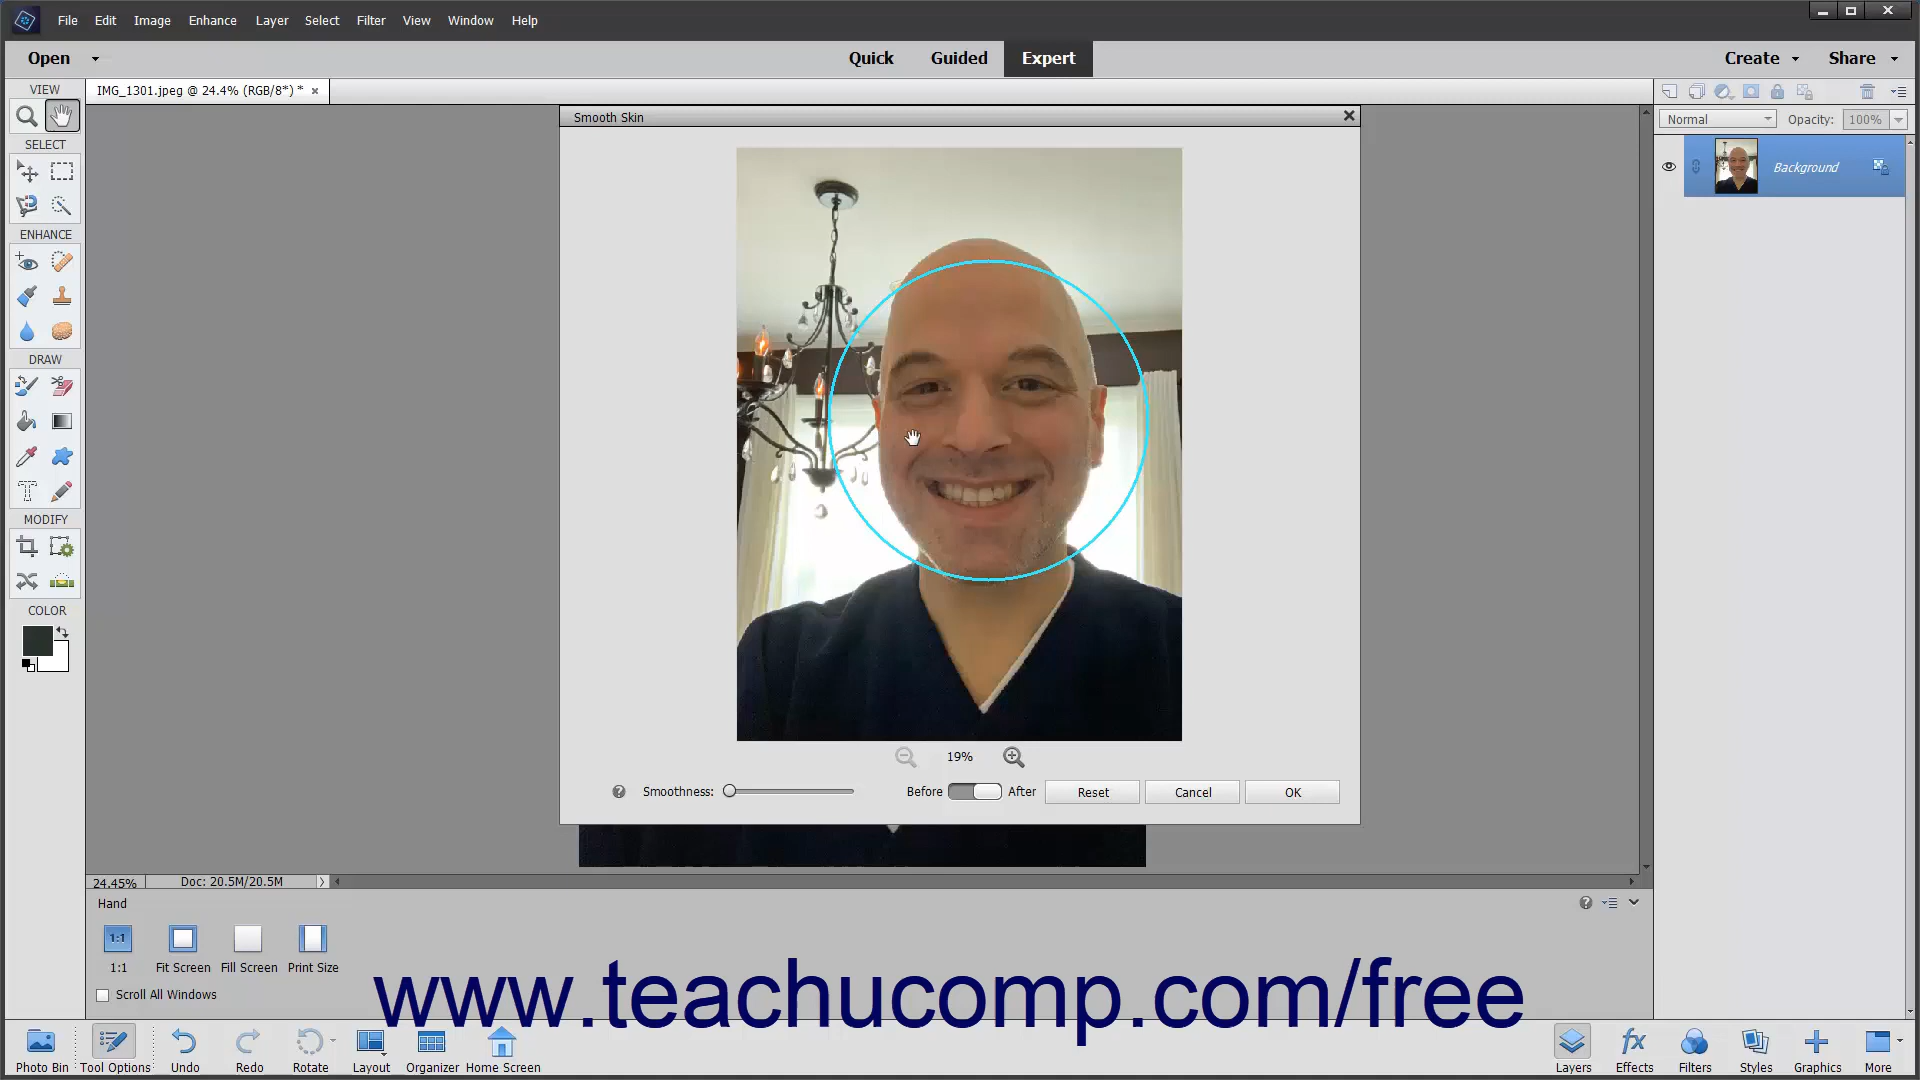 File Edit Image Enhance Layer Select Filter View Window Help
Open Quick Guided Expert Create Share
VIEW
IMG_1301.jpeg @ 24.4% (RGB/8*) * ×
Smooth Skin
Normal Opacity: 100%
SELECT
Background
ENHANCE
DRAW
MODIFY
COLOR
19%
Smoothness: Before After Reset Cancel OK
24.45% Doc: 20.5M/20.5M
Hand
1:1
1:1 Fit Screen Fill Screen Print Size
Scroll All Windows
www.teachucomp.com/free
Photo Bin Tool Options Undo Redo Rotate Layout Organizer Home Screen Layers Effects Filters Styles Graphics More